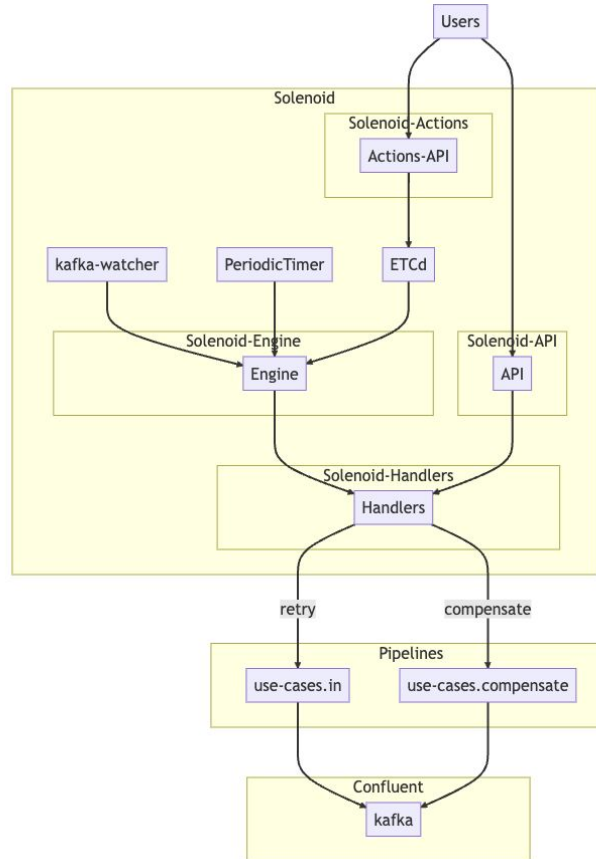 Users
Solenoid
Solenoid-Actions
Actions-API
kafka-watcher
PeriodicTimer
ETCd
Solenoid-Engine
Solenoid-API
Engine
API
Solenoid-Handlers
Handlers
retry
compensate
Pipelines
use-cases.in
use-cases.compensate
Confluent
kafka